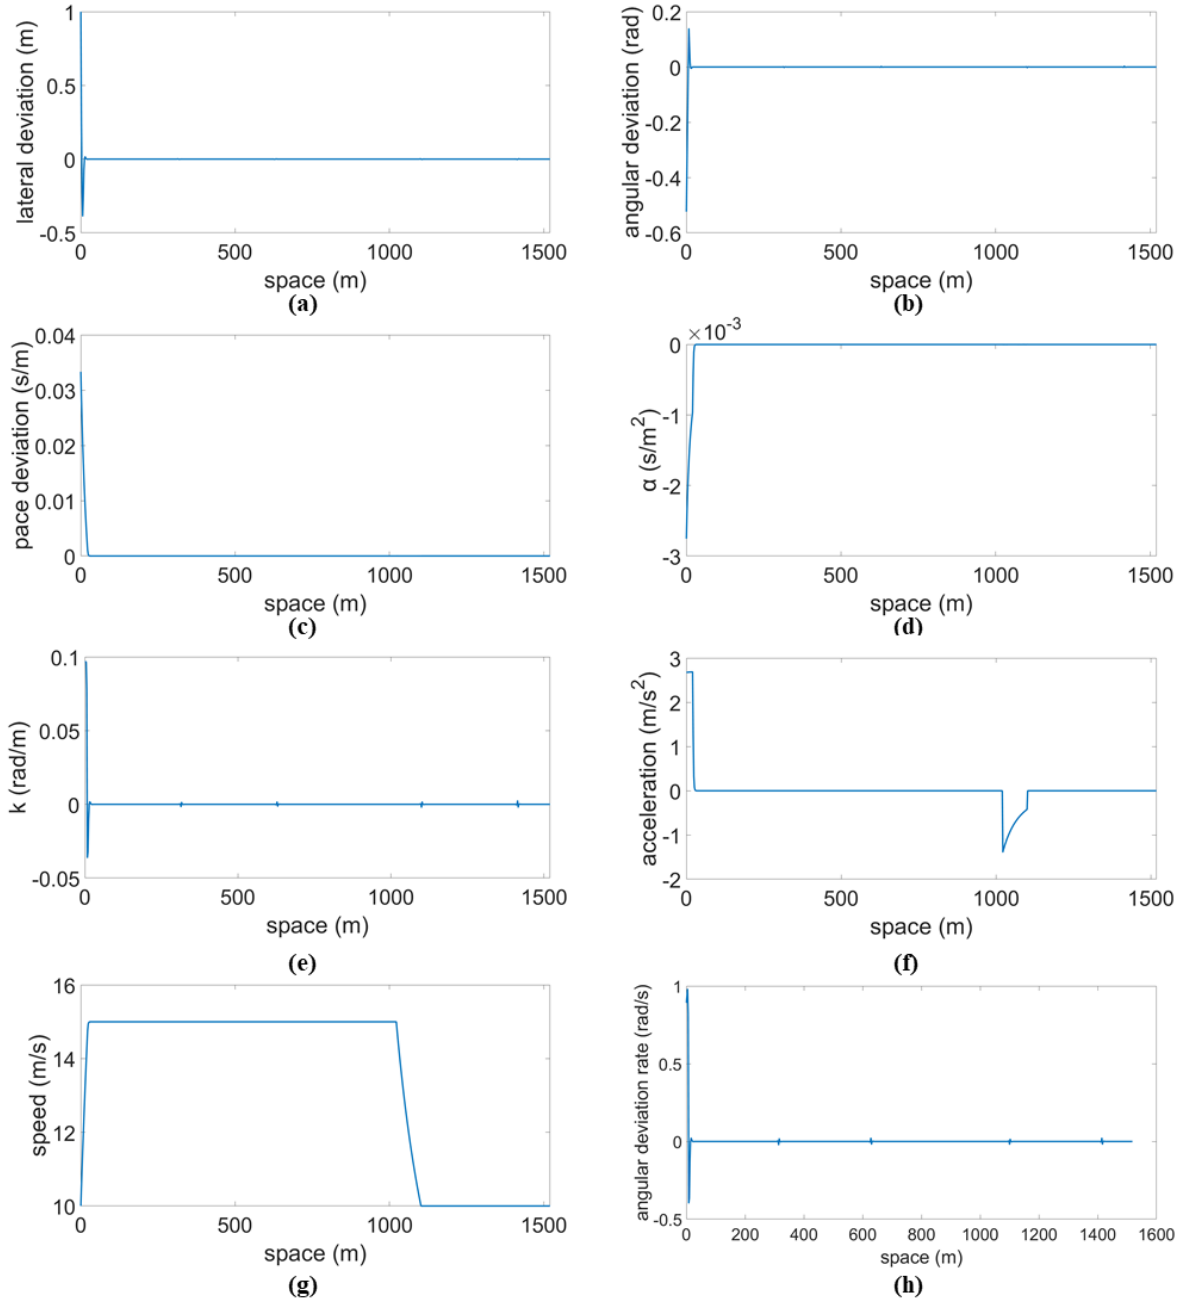 lateral deviation (m)
1
0.5
0
-0.5
0 500 1000 1500
space (m)
(a)
angular deviation (rad)
0.2
0
-0.2
-0.4
-0.6
0 500 1000 1500
space (m)
(b)
pace deviation (s/m)
0.04
0.03
0.02
0.01
0
0 500 1000 1500
space (m)
(c)
×10⁻³
α (s/m²)
0
-1
-2
-3
0 500 1000 1500
space (m)
(d)
k (rad/m)
0.1
0.05
0
-0.05
0 500 1000 1500
space (m)
(e)
acceleration (m/s²)
3
2
1
0
-1
-2
0 500 1000 1500
space (m)
(f)
speed (m/s)
16
14
12
10
0 500 1000 1500
space (m)
(g)
angular deviation rate (rad/s)
1
0.5
0
-0.5
0 200 400 600 800 1000 1200 1400 1600
space (m)
(h)